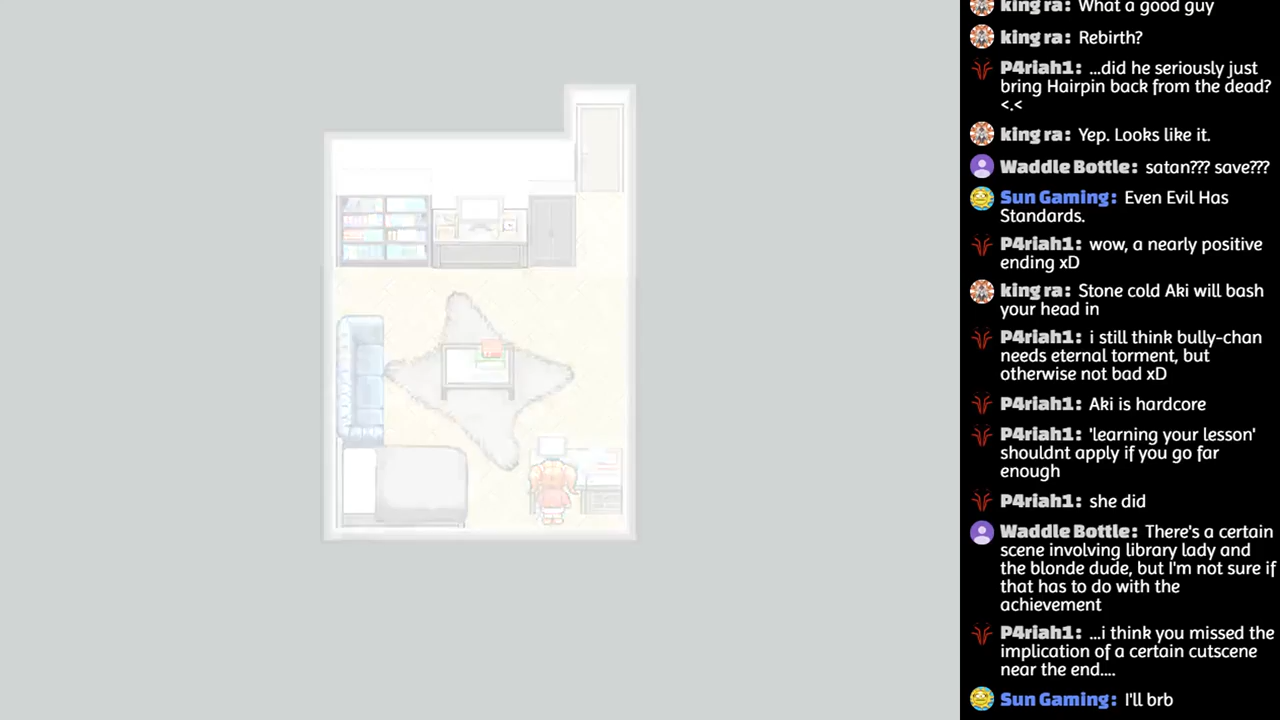 king ra: What a good guy
king ra: Rebirth?
P4riah1: ...did he seriously just
bring Hairpin back from the dead?
<.<
king ra: Yep. Looks like it.
Waddle Bottle: satan??? save???
Sun Gaming: Even Evil Has
Standards.
P4riah1: wow, a nearly positive
ending xD
king ra: Stone cold Aki will bash
your head in
P4riah1: i still think bully-chan
needs eternal torment, but
otherwise not bad xD
P4riah1: Aki is hardcore
P4riah1: 'learning your lesson'
shouldnt apply if you go far
enough
P4riah1: she did
Waddle Bottle: There's a certain
scene involving library lady and
the blonde dude, but I'm not sure if
that has to do with the
achievement
P4riah1: ...i think you missed the
implication of a certain cutscene
near the end....
Sun Gaming: I'll brb